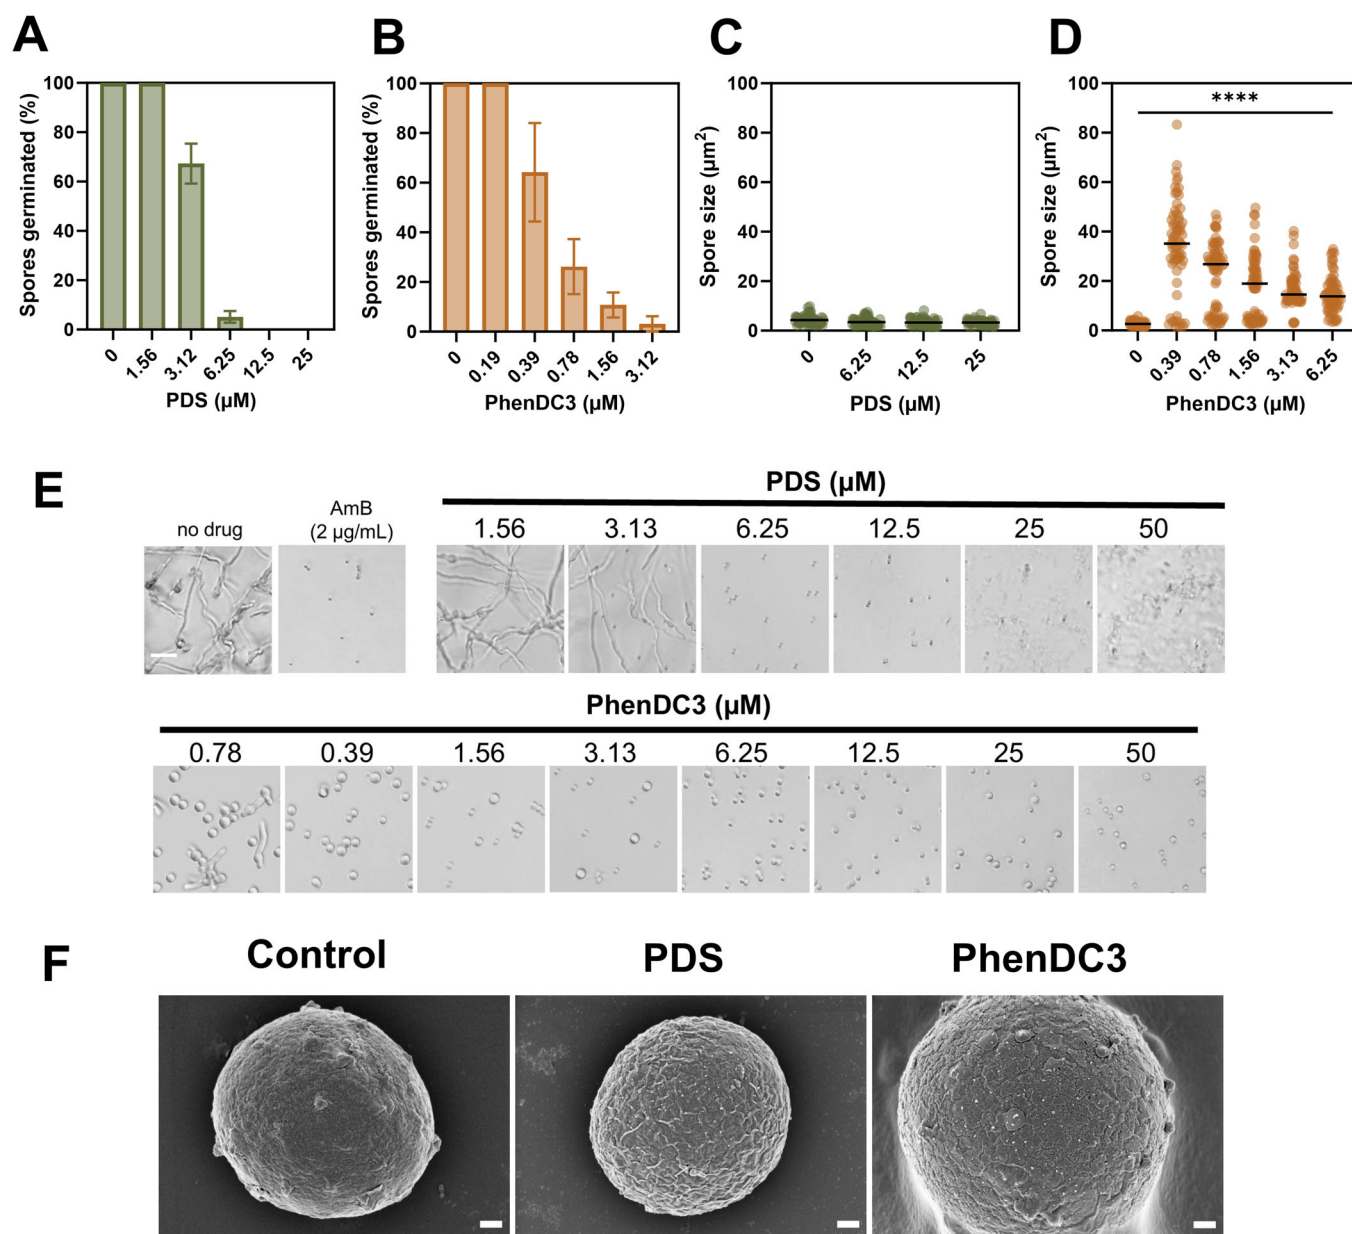 A
B
C
D
Spores germinated (%)
100
80
60
40
20
0
0
1.56
3.12
6.25
12.5
25
PDS (µM)
Spores germinated (%)
100
80
60
40
20
0
0
0.19
0.39
0.78
1.56
3.12
PhenDC3 (µM)
Spore size (µm²)
100
80
60
40
20
0
0
6.25
12.5
25
PDS (µM)
Spore size (µm²)
100
80
60
40
20
0
****
0
0.39
0.78
1.56
3.13
6.25
PhenDC3 (µM)
E
no drug
AmB
(2 µg/mL)
PDS (µM)
1.56 3.13 6.25 12.5 25 50
PhenDC3 (µM)
0.78 0.39 1.56 3.13 6.25 12.5 25 50
F
Control PDS PhenDC3